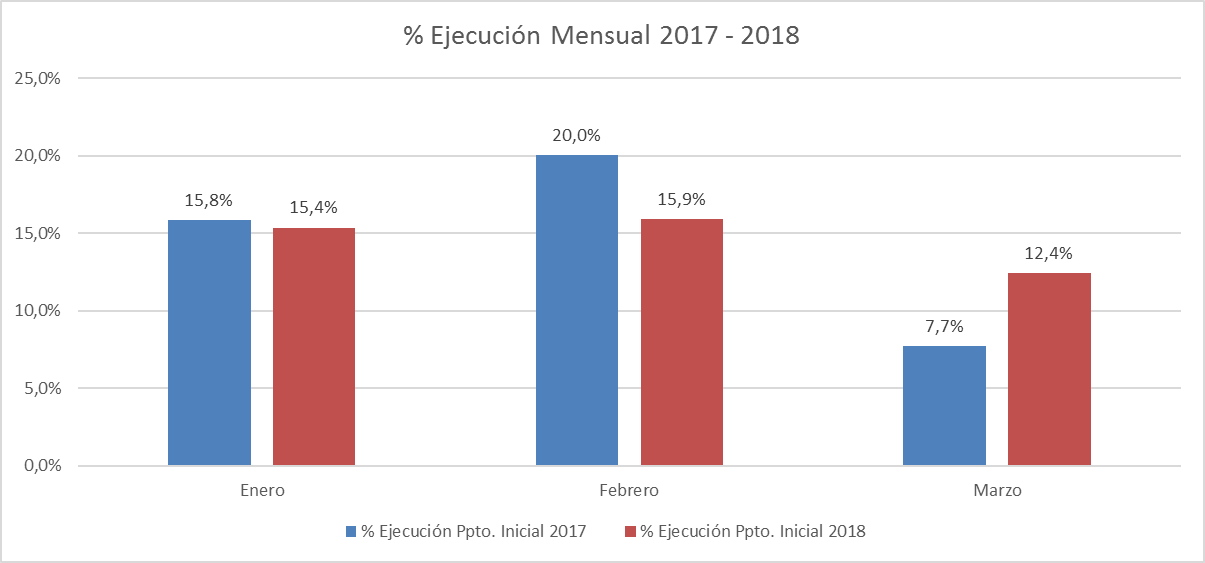 % Ejecución Mensual 2017 - 2018
25,0%
20,0%
15,0%
10,0%
5,0%
0,0%
15,8%
15,4%
20,0%
15,9%
7,7%
12,4%
Enero
Febrero
Marzo
% Ejecución Ppto. Inicial 2017
% Ejecución Ppto. Inicial 2018